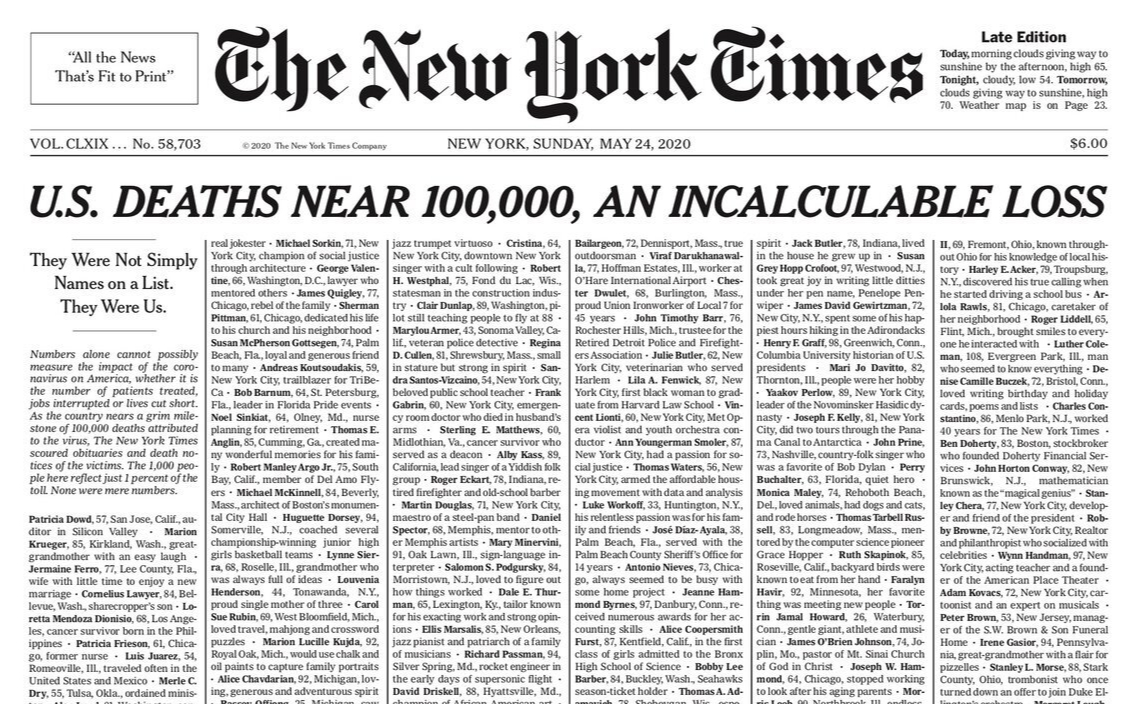 “All the News
That’s Fit to Print”
The New York Times
Late Edition
Today, morning clouds giving way to
sunshine by the afternoon, high 65.
Tonight, cloudy, low 54. Tomorrow,
clouds giving way to sunshine, high
70. Weather map is on Page 23.
VOL. CLXIX ... No. 58,703
© 2020 The New York Times Company
NEW YORK, SUNDAY, MAY 24, 2020
$6.00
U.S. DEATHS NEAR 100,000, AN INCALCULABLE LOSS
They Were Not Simply
Names on a List.
They Were Us.
Numbers alone cannot possibly
measure the impact of the coro-
navirus on America, whether it is
the number of patients treated,
jobs interrupted or lives cut short.
As the country nears a grim mile-
stone of 100,000 deaths attributed
to the virus, The New York Times
scoured obituaries and death no-
tices of the victims. The 1,000 peo-
ple here reflect just 1 percent of the
toll. None were mere numbers.
Patricia Dowd, 57, San Jose, Calif., au-
ditor in Silicon Valley · Marion
Krueger, 85, Kirkland, Wash., great-
grandmother with an easy laugh ·
Jermaine Ferro, 77, Lee County, Fla.,
wife with little time to enjoy a new
marriage · Cornelius Lawyer, 84, Bel-
levue, Wash., sharecropper’s son · Lo-
retta Mendoza Dionisio, 68, Los Ange-
les, cancer survivor born in the Phil-
ippines · Patricia Frieson, 61, Chica-
go, former nurse · Luis Juarez, 54,
Romeoville, Ill., traveled often in the
United States and Mexico · Merle C.
Dry, 55, Tulsa, Okla., ordained minis-
real jokester · Michael Sorkin, 71, New
York City, champion of social justice
through architecture · George Valen-
tine, 66, Washington, D.C., lawyer who
mentored others · James Quigley, 77,
Chicago, rebel of the family · Sherman
Pittman, 61, Chicago, dedicated his life
to his church and his neighborhood ·
Susan McPherson Gottsegen, 74, Palm
Beach, Fla., loyal and generous friend
to many · Andreas Koutsoudakis, 59,
New York City, trailblazer for TriBe-
Ca · Bob Barnum, 64, St. Petersburg,
Fla., leader in Florida Pride events ·
Noel Sinkiat, 64, Olney, Md., nurse
planning for retirement · Thomas E.
Anglin, 85, Cumming, Ga., created ma-
ny wonderful memories for his fami-
ly · Robert Manley Argo Jr., 75, South
Bay, Calif., member of Del Amo Fly-
ers · Michael McKinnell, 84, Beverly,
Mass., architect of Boston’s monumen-
tal City Hall · Huguette Dorsey, 94,
Somerville, N.J., coached several
championship-winning junior high
girls basketball teams · Lynne Sier-
ra, 68, Roselle, Ill., grandmother who
was always full of ideas · Louvenia
Henderson, 44, Tonawanda, N.Y.,
proud single mother of three · Carol
Sue Rubin, 69, West Bloomfield, Mich.,
loved travel, mahjong and crossword
puzzles · Marion Lucille Kujda, 92,
Royal Oak, Mich., would use chalk and
oil paints to capture family portraits
· Alice Chavdarian, 92, Michigan, lov-
ing, generous and adventurous spirit
jazz trumpet virtuoso · Cristina, 64,
New York City, downtown New York
singer with a cult following · Robert
H. Westphal, 75, Fond du Lac, Wis.,
statesman in the construction indus-
try · Clair Dunlap, 89, Washington, pi-
lot still teaching people to fly at 88 ·
Marylou Armer, 43, Sonoma Valley, Ca-
lif., veteran police detective · Regina
D. Cullen, 81, Shrewsbury, Mass., small
in stature but strong in spirit · San-
dra Santos-Vizcaino, 54, New York City,
beloved public school teacher · Frank
Gabrin, 60, New York City, emergen-
cy room doctor who died in husband’s
arms · Sterling E. Matthews, 60,
Midlothian, Va., cancer survivor who
served as a deacon · Alby Kass, 89,
California, lead singer of a Yiddish folk
group · Roger Eckart, 78, Indiana, re-
tired firefighter and old-school barber
· Martin Douglas, 71, New York City,
maestro of a steel-pan band · Daniel
Spector, 68, Memphis, mentor to oth-
er Memphis artists · Mary Minervini,
91, Oak Lawn, Ill., sign-language in-
terpreter · Salomon S. Podgursky, 84,
Morristown, N.J., loved to figure out
how things worked · Dale E. Thur-
man, 65, Lexington, Ky., tailor known
for his exacting work and strong opin-
ions · Ellis Marsalis, 85, New Orleans,
jazz pianist and patriarch of a family
of musicians · Richard Passman, 94,
Silver Spring, Md., rocket engineer in
the early days of supersonic flight ·
David Driskell, 88, Hyattsville, Md.,
champion of African American art ·
Bailargeon, 72, Dennisport, Mass., true
outdoorsman · Viraf Darukhanawal-
la, 77, Hoffman Estates, Ill., worker at
O’Hare International Airport · Ches-
ter Dwulet, 68, Burlington, Mass.,
proud Union Ironworker of Local 7 for
45 years · John Timothy Barr, 76,
Rochester Hills, Mich., trustee for the
Retired Detroit Police and Firefight-
ers Association · Julie Butler, 62, New
York City, veterinarian who served
Harlem · Lila A. Fenwick, 87, New
York City, first black woman to grad-
uate from Harvard Law School · Vin-
cent Lionti, 60, New York City, Met Op-
era violist and youth orchestra con-
ductor · Ann Youngerman Smoler, 87,
New York City, had a passion for so-
cial justice · Thomas Waters, 56, New
York City, armed the affordable hous-
ing movement with data and analysis
· Luke Workoff, 33, Huntington, N.Y.,
his relentless passion was for his fam-
ily and friends · José Díaz-Ayala, 38,
Palm Beach, Fla., served with the
Palm Beach County Sheriff’s Office for
14 years · Antonio Nieves, 73, Chica-
go, always seemed to be busy with
some home project · Jeanne Ham-
mond Byrnes, 97, Danbury, Conn., re-
ceived numerous awards for her ac-
counting skills · Alice Coopersmith
Furst, 87, Kentfield, Calif., in the first
class of girls admitted to the Bronx
High School of Science · Bobby Lee
Barber, 84, Buckley, Wash., Seahawks
season-ticket holder · Thomas A. Ad-
spirit · Jack Butler, 78, Indiana, lived
in the house he grew up in · Susan
Grey Hopp Crofoot, 97, Westwood, N.J.,
took great joy in writing little ditties
under her pen name, Penelope Pen-
wiper · James David Gewirtzman, 72,
New City, N.Y., spent some of his hap-
piest hours hiking in the Adirondacks
· Henry F. Graff, 98, Greenwich, Conn.,
Columbia University historian of U.S.
presidents · Mari Jo Davitto, 82,
Thornton, Ill., people were her hobby
· Yaakov Perlow, 89, New York City,
leader of the Novominsker Hasidic dy-
nasty · Joseph F. Kelly, 81, New York
City, did two tours through the Pana-
ma Canal to Antarctica · John Prine,
73, Nashville, country-folk singer who
was a favorite of Bob Dylan · Perry
Buchalter, 63, Florida, quiet hero ·
Monica Maley, 74, Rehoboth Beach,
Del., loved animals, had dogs and cats,
and rode horses · Thomas Tarbell Rus-
sell, 83, Longmeadow, Mass., men-
tored by the computer science pioneer
Grace Hopper · Ruth Skapinok, 85,
Roseville, Calif., backyard birds were
known to eat from her hand · Faralyn
Havir, 92, Minnesota, her favorite
thing was meeting new people · Tor-
rin Jamal Howard, 26, Waterbury,
Conn., gentle giant, athlete and musi-
cian · James O’Brien Johnson, 74, Jo-
plin, Mo., pastor of Mt. Sinai Church
of God in Christ · Joseph W. Ham-
mond, 64, Chicago, stopped working
to look after his aging parents · Mor-
II, 69, Fremont, Ohio, known through-
out Ohio for his knowledge of local his-
tory · Harley E. Acker, 79, Troupsburg,
N.Y., discovered his true calling when
he started driving a school bus · Ar-
lola Rawls, 81, Chicago, caretaker of
her neighborhood · Roger Liddell, 65,
Flint, Mich., brought smiles to every-
one he interacted with · Luther Cole-
man, 108, Evergreen Park, Ill., man
who seemed to know everything · De-
nise Camille Buczek, 72, Bristol, Conn.,
loved writing birthday and holiday
cards, poems and lists · Charles Con-
stantino, 86, Menlo Park, N.J., worked
40 years for The New York Times ·
Ben Doherty, 83, Boston, stockbroker
who founded Doherty Financial Ser-
vices · John Horton Conway, 82, New
Brunswick, N.J., mathematician
known as the “magical genius” · Stan-
ley Chera, 77, New York City, develop-
er and friend of the president · Rob-
by Browne, 72, New York City, Realtor
and philanthropist who socialized with
celebrities · Wynn Handman, 97, New
York City, acting teacher and a found-
er of the American Place Theater ·
Adam Kovacs, 72, New York City, car-
toonist and an expert on musicals ·
Peter Brown, 53, New Jersey, manag-
er of the S.W. Brown & Son Funeral
Home · Irene Gasior, 94, Pennsylva-
nia, great-grandmother with a flair for
pizzelles · Stanley L. Morse, 88, Stark
County, Ohio, trombonist who once
turned down an offer to join Duke El-